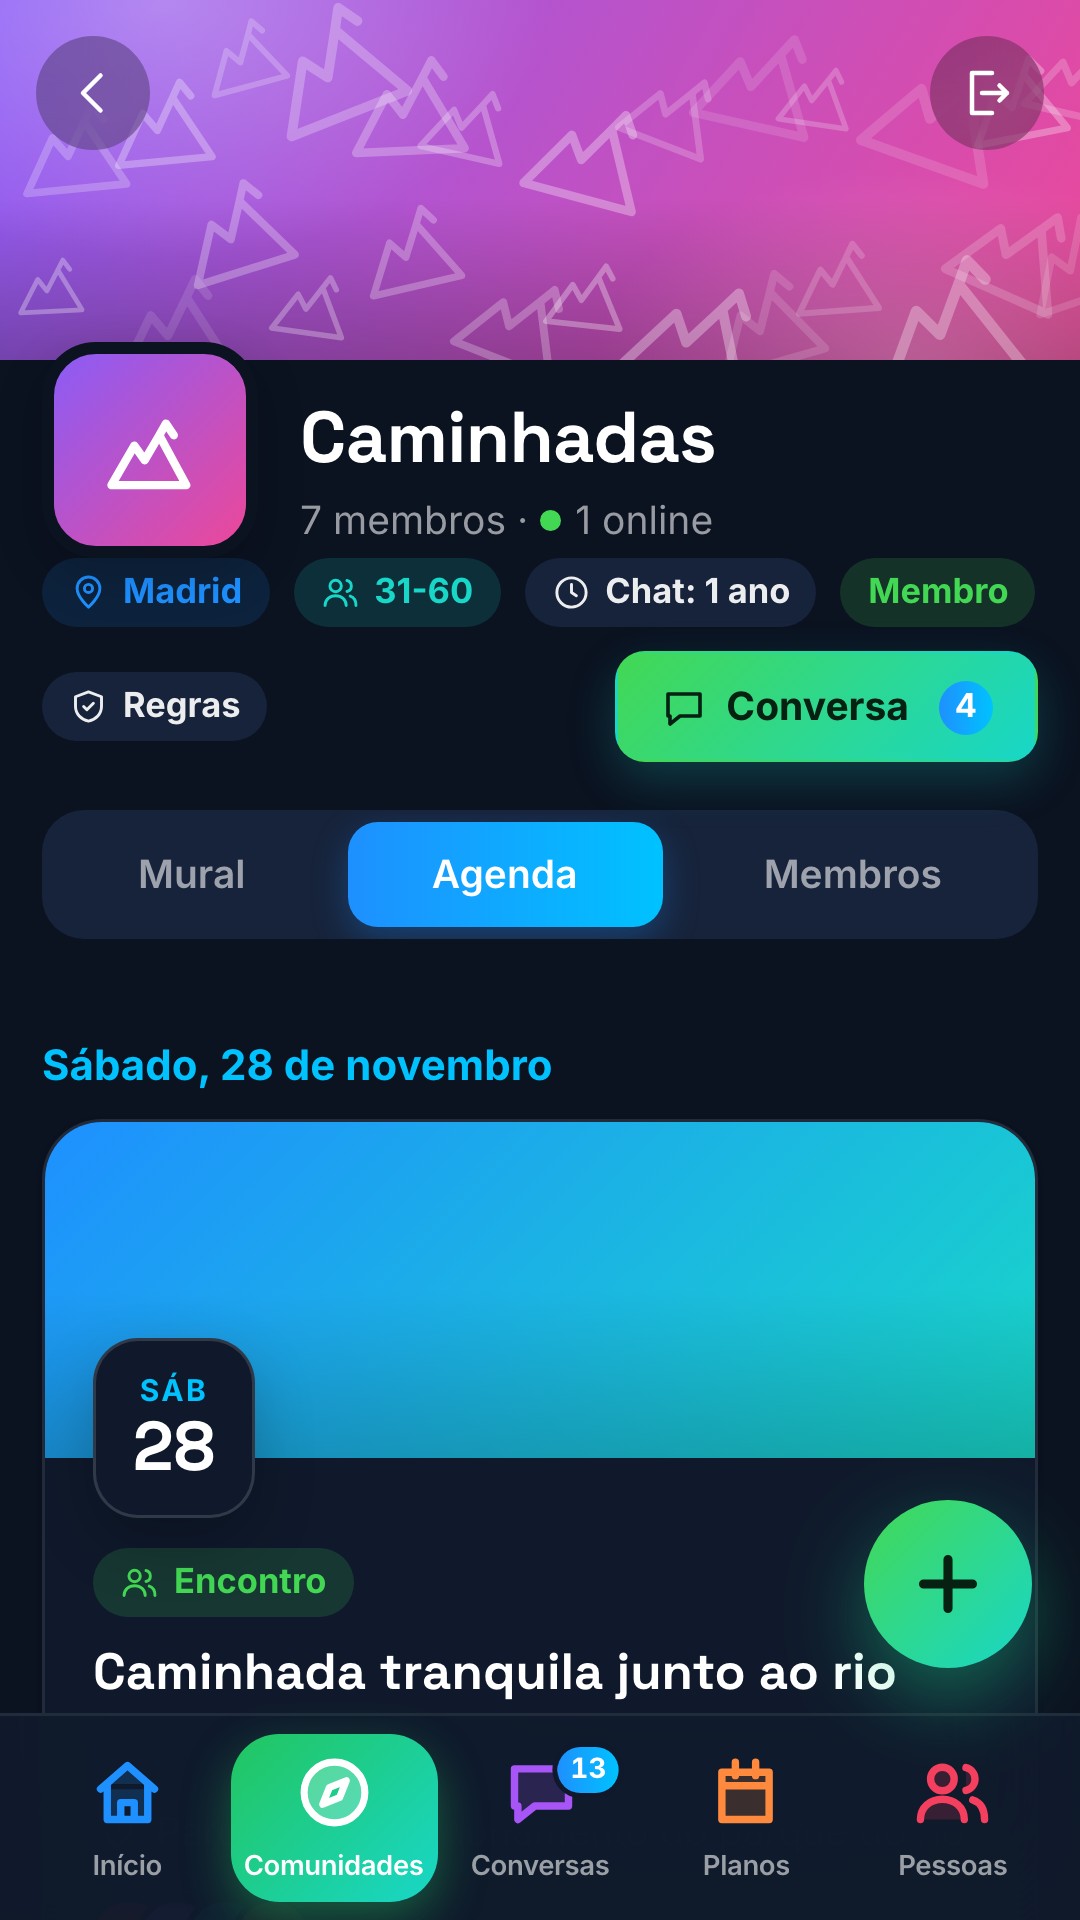 Caminhadas
7 membros · 1 online
Madrid
31-60
Chat: 1 ano
Membro
Regras
Conversa 4
Mural
Agenda
Membros
Sábado, 28 de novembro
SÁB
28
Encontro
Caminhada tranquila junto ao rio
13
Início
Comunidades
Conversas
Planos
Pessoas